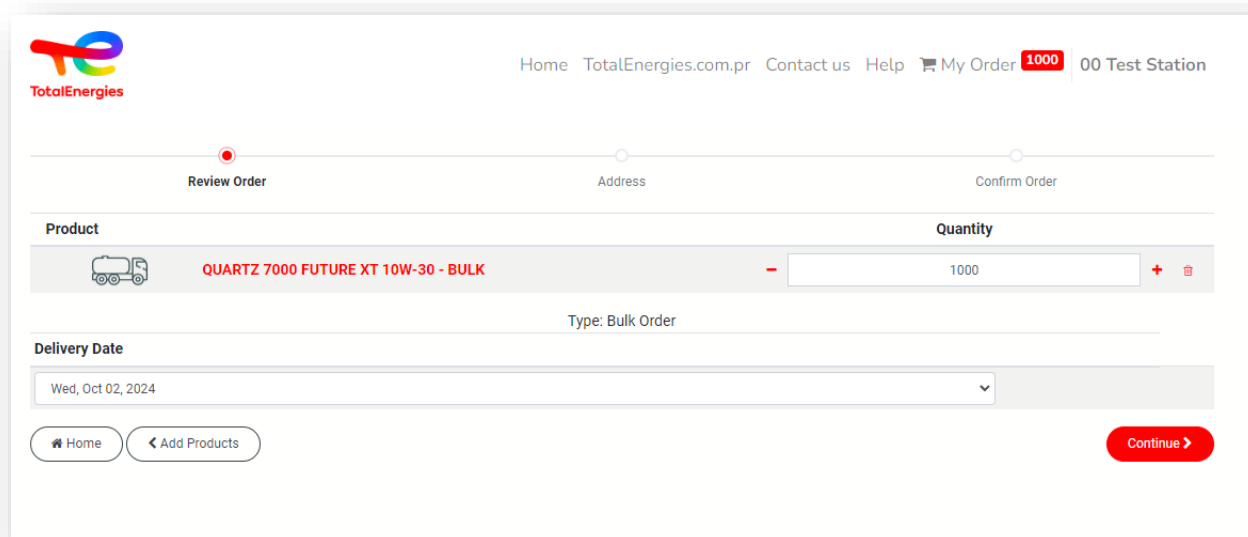 TotalEnergies
Home TotalEnergies.com.pr Contact us Help My Order 1000 00 Test Station
Review Order Address Confirm Order
Product Quantity
QUARTZ 7000 FUTURE XT 10W-30 - BULK − 1000 +
Type: Bulk Order
Delivery Date
Wed, Oct 02, 2024
Home Add Products Continue